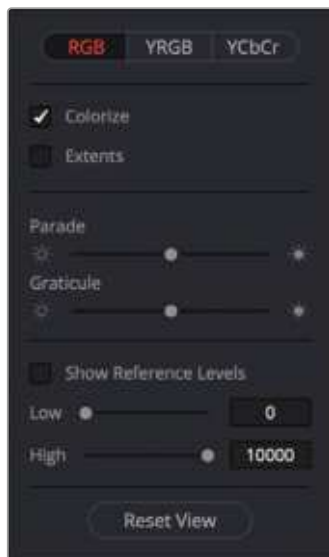 RGB YRGB YCbCr
Colorize
Extents
Parade
Graticule
Show Reference Levels
Low 0
High 10000
Reset View